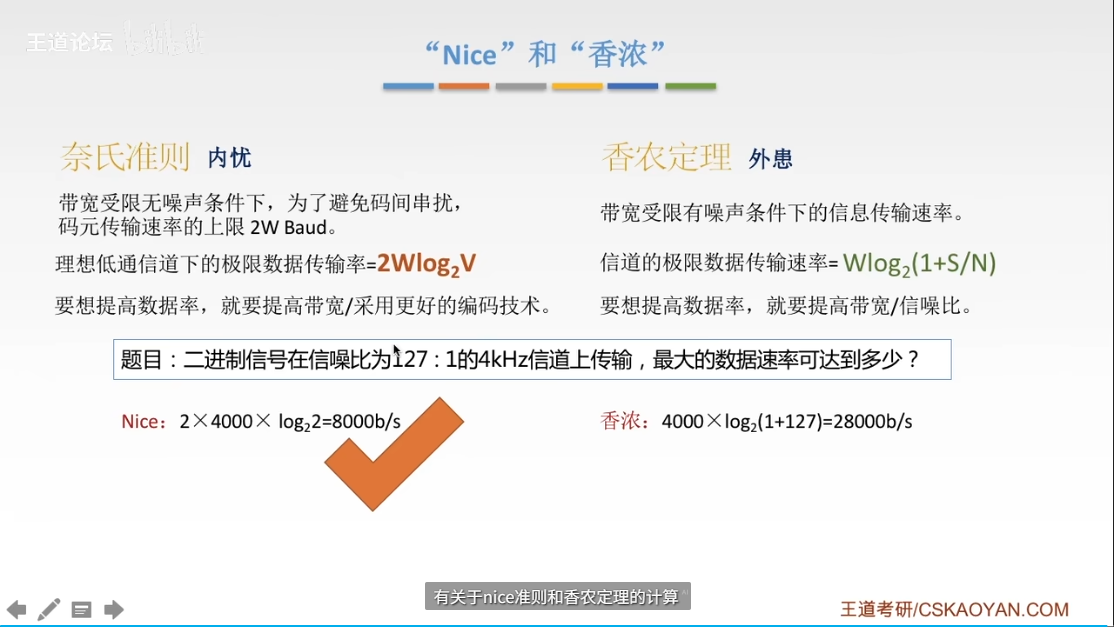 王道论坛
“Nice”和“香浓”
奈氏准则 内忧
带宽受限无噪声条件下，为了避免码间串扰，
码元传输速率的上限 2W Baud。
理想低通信道下的极限数据传输率=2Wlog₂V
要想提高数据率，就要提高带宽/采用更好的编码技术。
香农定理 外患
带宽受限有噪声条件下的信息传输速率。
信道的极限数据传输速率= Wlog₂(1+S/N)
要想提高数据率，就要提高带宽/信噪比。
题目：二进制信号在信噪比为127 : 1的4kHz信道上传输，最大的数据速率可达到多少？
Nice：2×4000× log₂2=8000b/s
香浓：4000×log₂(1+127)=28000b/s
有关于nice准则和香农定理的计算
王道考研/CSKAOYAN.COM